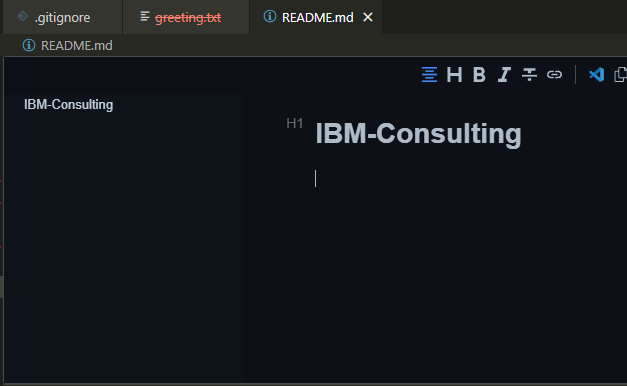 .gitignore greeting.txt README.md
README.md
H B I S
IBM-Consulting
H1 IBM-Consulting